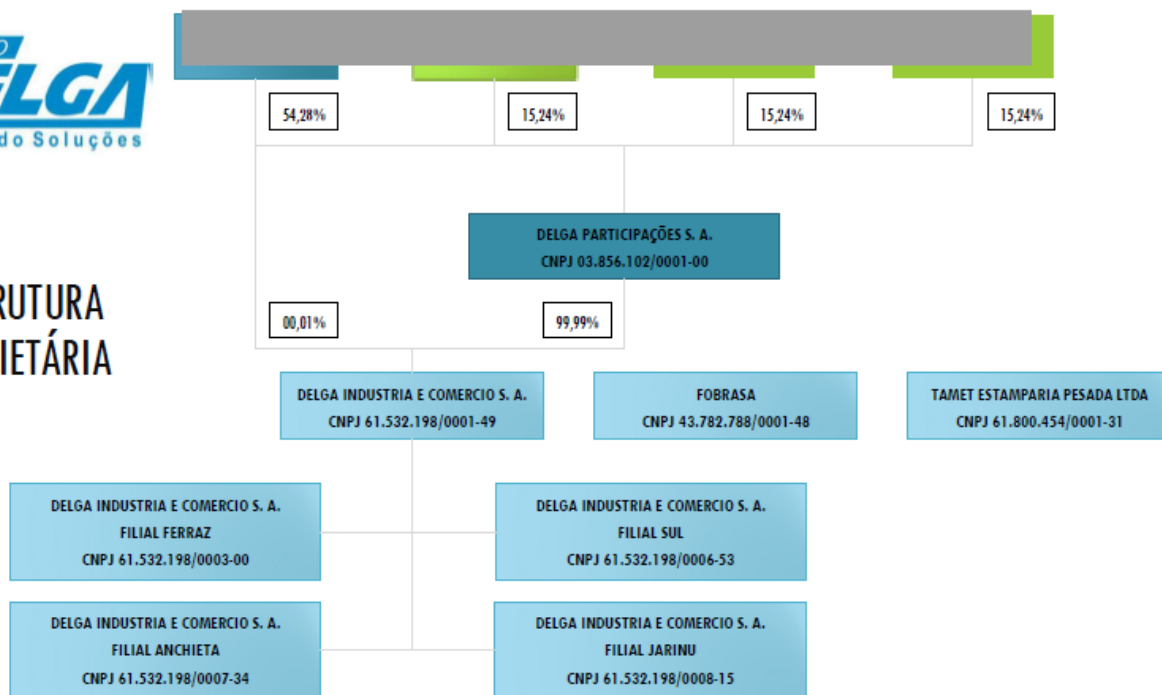 do Soluções
54,28%
15,24%
15,24%
15,24%
DELGA PARTICIPAÇÕES S. A.
CNPJ 03.856.102/0001-00
00,01%
99,99%
DELGA INDUSTRIA E COMERCIO S. A.
CNPJ 61.532.198/0001-49
FOBRASA
CNPJ 43.782.788/0001-48
TAMET ESTAMPARIA PESADA LTDA
CNPJ 61.800.454/0001-31
DELGA INDUSTRIA E COMERCIO S. A.
FILIAL FERRAZ
CNPJ 61.532.198/0003-00
DELGA INDUSTRIA E COMERCIO S. A.
FILIAL SUL
CNPJ 61.532.198/0006-53
DELGA INDUSTRIA E COMERCIO S. A.
FILIAL ANCHIETA
CNPJ 61.532.198/0007-34
DELGA INDUSTRIA E COMERCIO S. A.
FILIAL JARINU
CNPJ 61.532.198/0008-15
RUTURA
IETÁRIA